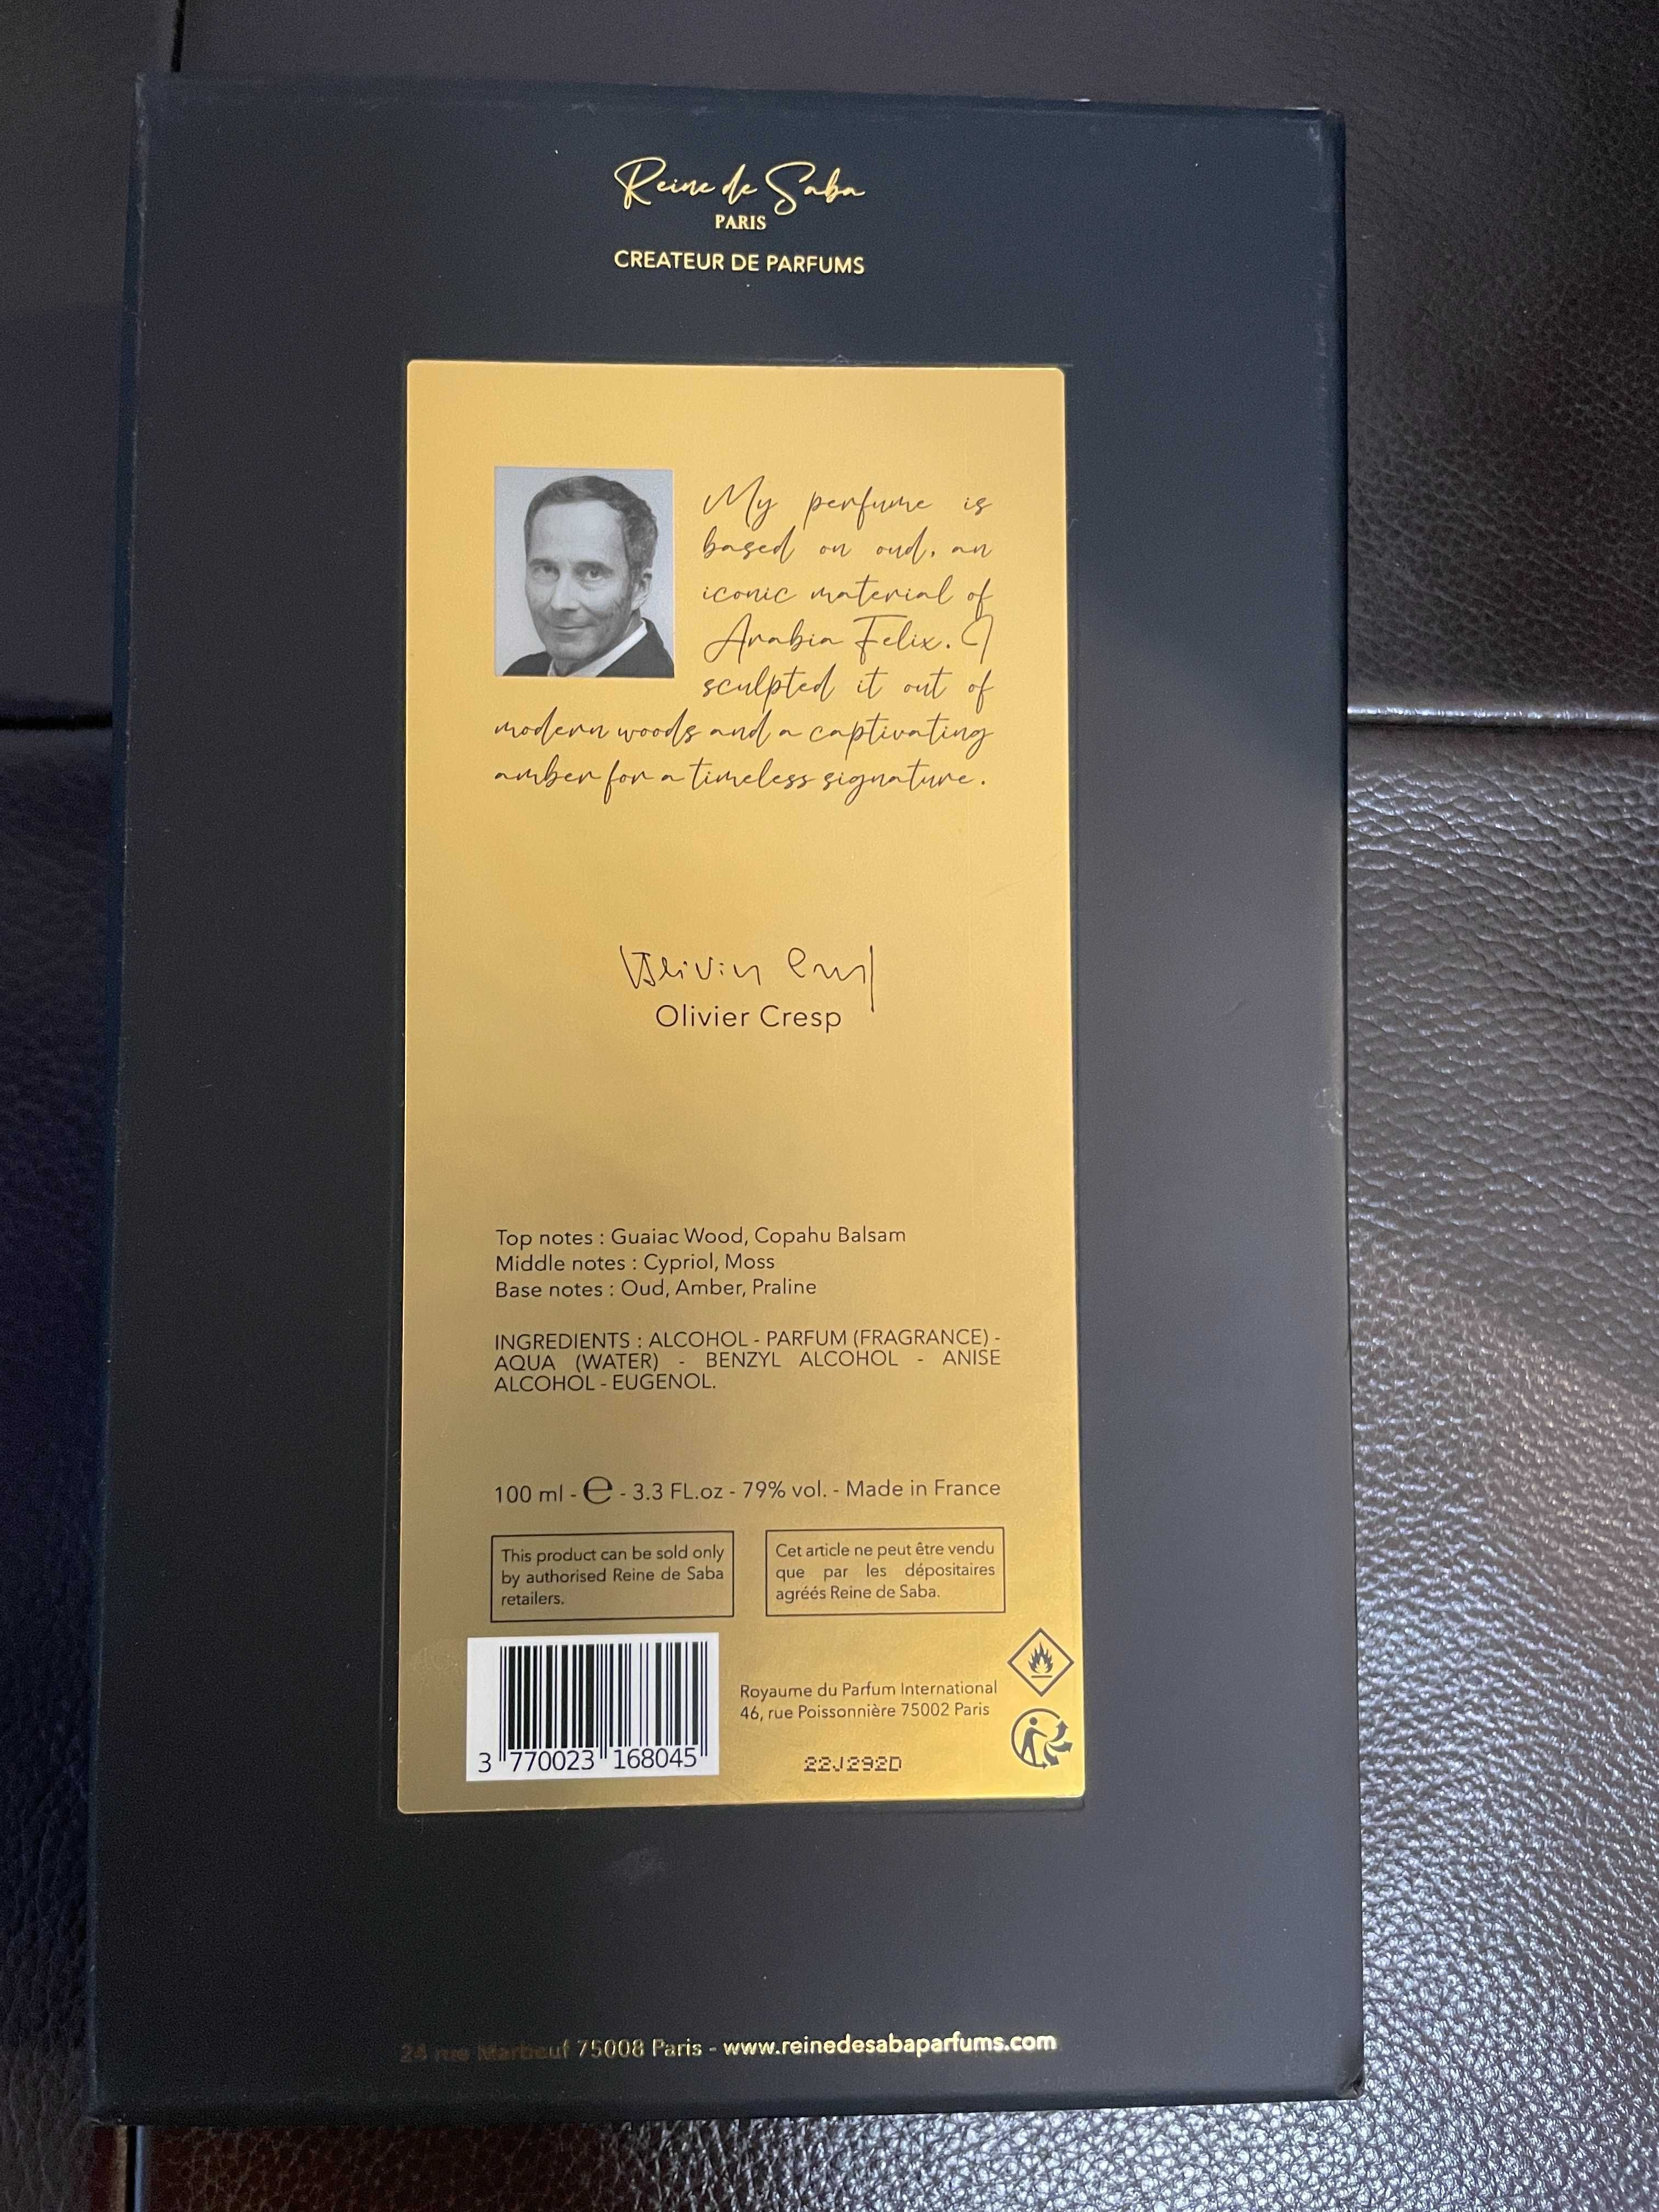 Reine de Saba
PARIS
CREATEUR DE PARFUMS
My perfume is
based on oud, an
iconic material of
Arabia Felix. I
sculpted it out of
modern woods and a captivating
amber for a timeless signature.
Olivier Cresp
Olivier Cresp
Top notes : Guaiac Wood, Copahu Balsam
Middle notes : Cypriol, Moss
Base notes : Oud, Amber, Praline
INGREDIENTS : ALCOHOL - PARFUM (FRAGRANCE) -
AQUA (WATER) - BENZYL ALCOHOL - ANISE
ALCOHOL - EUGENOL.
100 ml - ℮ - 3.3 FL.oz - 79% vol. - Made in France
This product can be sold only
by authorised Reine de Saba
retailers.
Cet article ne peut être vendu
que par les dépositaires
agréés Reine de Saba.
3 770023 168045
Royaume du Parfum International
46, rue Poissonnière 75002 Paris
22J292D
24 rue Marbeuf 75008 Paris - www.reinedesabaparfums.com